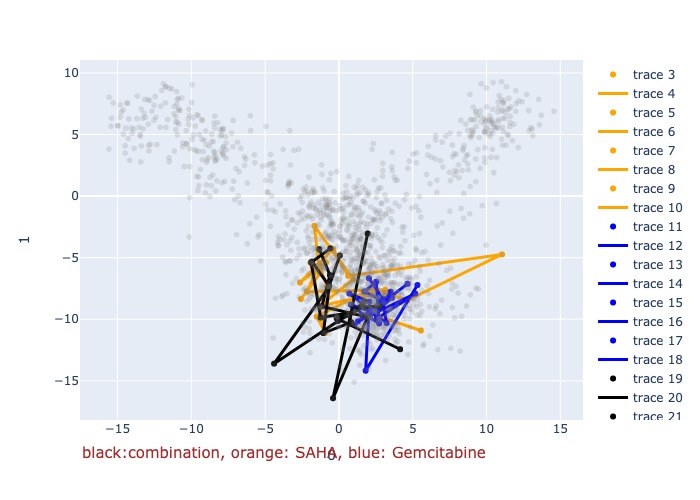 10
5
0
−5
−10
−15
1
−15
−10
−5
0
5
10
15
0
black:combination, orange: SAHA, blue: Gemcitabine
trace 3
trace 4
trace 5
trace 6
trace 7
trace 8
trace 9
trace 10
trace 11
trace 12
trace 13
trace 14
trace 15
trace 16
trace 17
trace 18
trace 19
trace 20
trace 21